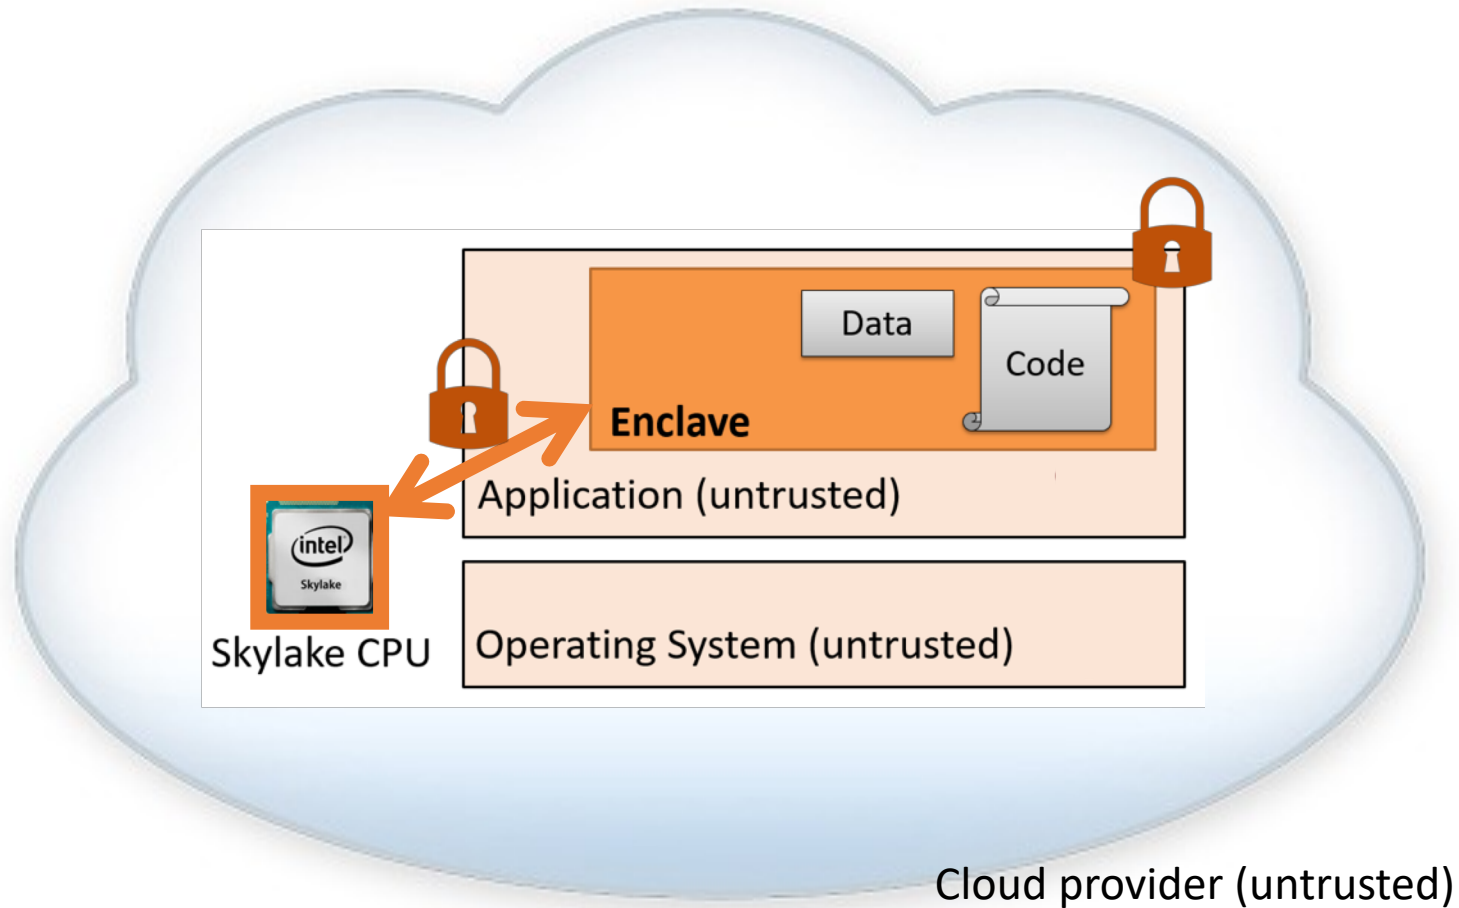 Data
Code
Enclave
Application (untrusted)
intel
Skylake
Skylake CPU
Operating System (untrusted)
Cloud provider (untrusted)